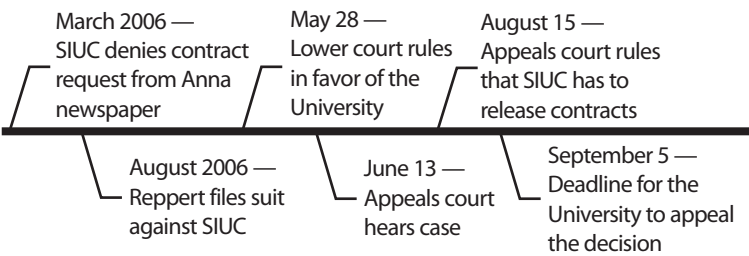 March 2006 —
SIUC denies contract
request from Anna
newspaper
August 2006 —
Reppert files suit
against SIUC
May 28 —
Lower court rules
in favor of the
University
June 13 —
Appeals court
hears case
August 15 —
Appeals court rules
that SIUC has to
release contracts
September 5 —
Deadline for the
University to appeal
the decision